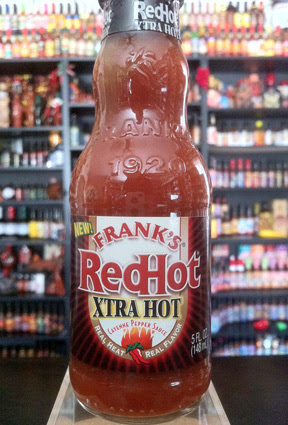 RedHot
XTRA HOT
FRANK
1920
NEW!
FRANK'S
RedHot
XTRA HOT
CAYENNE PEPPER SAUCE
REAL HEAT REAL FLAVOR
5 FL OZ
(148 mL)